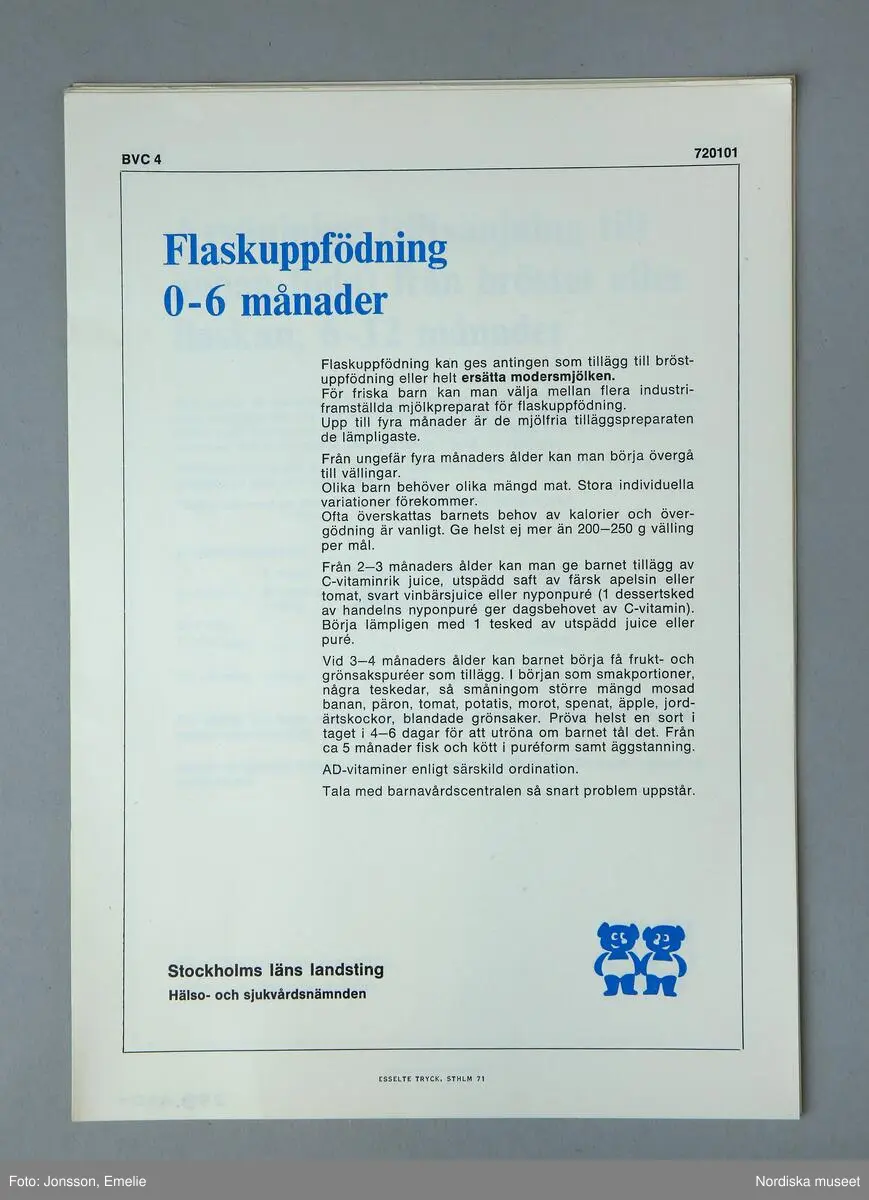 BVC 4
720101
Flaskuppfödning
0-6 månader
Flaskuppfödning kan ges antingen som tillägg till bröst-
uppfödning eller helt ersätta modersmjölken.
För friska barn kan man välja mellan flera industri-
framställda mjölkpreparat för flaskuppfödning.
Upp till fyra månader är de mjölfria tilläggspreparaten
de lämpligaste.
Från ungefär fyra månaders ålder kan man börja övergå
till vällingar.
Olika barn behöver olika mängd mat. Stora individuella
variationer förekommer.
Ofta överskattas barnets behov av kalorier och över-
gödning är vanligt. Ge helst ej mer än 200–250 g välling
per mål.
Från 2–3 månaders ålder kan man ge barnet tillägg av
C-vitaminrik juice, utspädd saft av färsk apelsin eller
tomat, svart vinbärsjuice eller nyponpuré (1 dessertsked
av handelns nyponpuré ger dagsbehovet av C-vitamin).
Börja lämpligen med 1 tesked av utspädd juice eller
puré.
Vid 3–4 månaders ålder kan barnet börja få frukt- och
grönsakspuréer som tillägg. I början som smakportioner,
några teskedar, så småningom större mängd mosad
banan, päron, tomat, potatis, morot, spenat, äpple, jord-
ärtskockor, blandade grönsaker. Pröva helst en sort i
taget i 4–6 dagar för att utröna om barnet tål det. Från
ca 5 månader fisk och kött i puréform samt äggstanning.
AD-vitaminer enligt särskild ordination.
Tala med barnavårdscentralen så snart problem uppstår.
Stockholms läns landsting
Hälso- och sjukvårdsnämnden
ESSELTE TRYCK, STHLM 71
Foto: Jonsson, Emelie
Nordiska museet